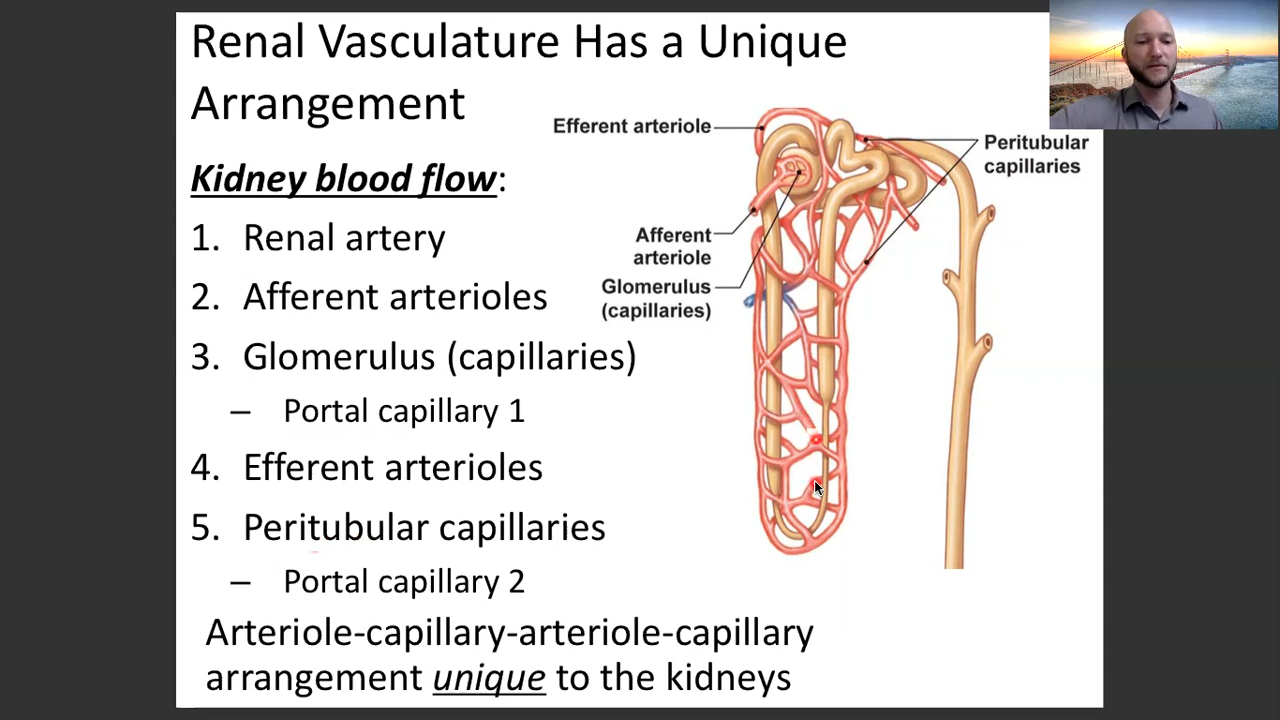 Renal Vasculature Has a Unique
Arrangement
Kidney blood flow:
1. Renal artery
2. Afferent arterioles
3. Glomerulus (capillaries)
– Portal capillary 1
4. Efferent arterioles
5. Peritubular capillaries
– Portal capillary 2
Arteriole-capillary-arteriole-capillary
arrangement unique to the kidneys
Efferent arteriole
Afferent
arteriole
Glomerulus
(capillaries)
Peritubular
capillaries